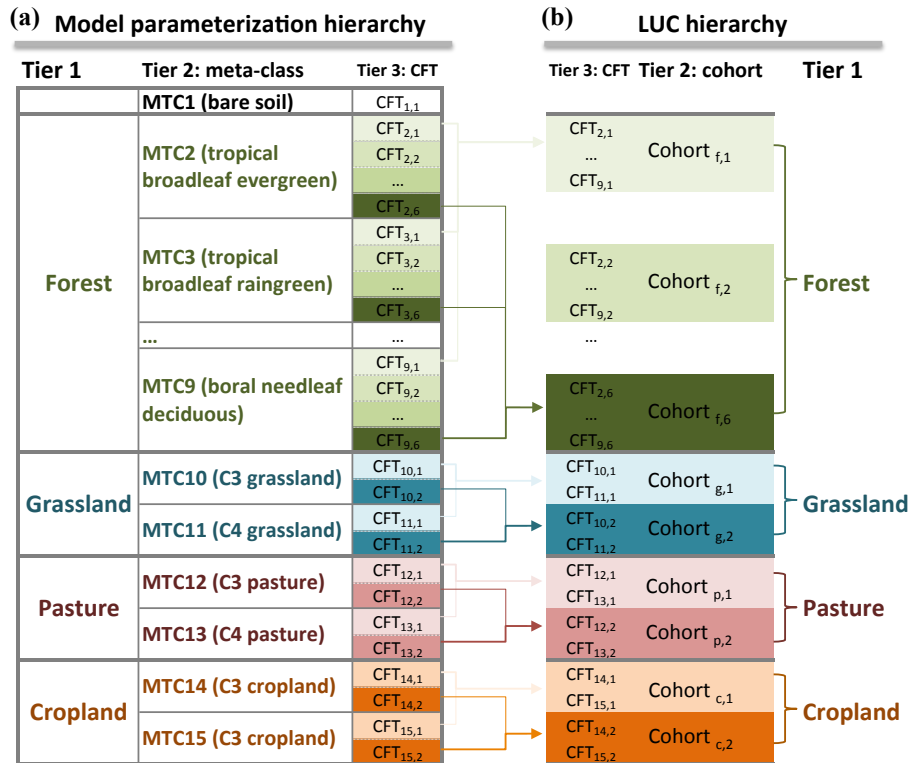 (a) Model parameterization hierarchy
Tier 1 Tier 2: meta-class Tier 3: CFT
MTC1 (bare soil) CFT1,1
Forest
MTC2 (tropical
broadleaf evergreen)
CFT2,1
CFT2,2
...
CFT2,6
MTC3 (tropical
broadleaf raingreen)
CFT3,1
CFT3,2
...
CFT3,6
... ...
MTC9 (boral needleaf
deciduous)
CFT9,1
CFT9,2
...
CFT9,6
Grassland
MTC10 (C3 grassland)
CFT10,1
CFT10,2
MTC11 (C4 grassland)
CFT11,1
CFT11,2
Pasture
MTC12 (C3 pasture)
CFT12,1
CFT12,2
MTC13 (C4 pasture)
CFT13,1
CFT13,2
Cropland
MTC14 (C3 cropland)
CFT14,1
CFT14,2
MTC15 (C3 cropland)
CFT15,1
CFT15,2
(b) LUC hierarchy
Tier 3: CFT Tier 2: cohort Tier 1
CFT2,1
...
CFT9,1
Cohort f,1
CFT2,2
...
CFT9,2
Cohort f,2
...
CFT2,6
...
CFT9,6
Cohort f,6
Forest
CFT10,1
CFT11,1
Cohort g,1
CFT10,2
CFT11,2
Cohort g,2
Grassland
CFT12,1
CFT13,1
Cohort p,1
CFT12,2
CFT13,2
Cohort p,2
Pasture
CFT14,1
CFT15,1
Cohort c,1
CFT14,2
CFT15,2
Cohort c,2
Cropland